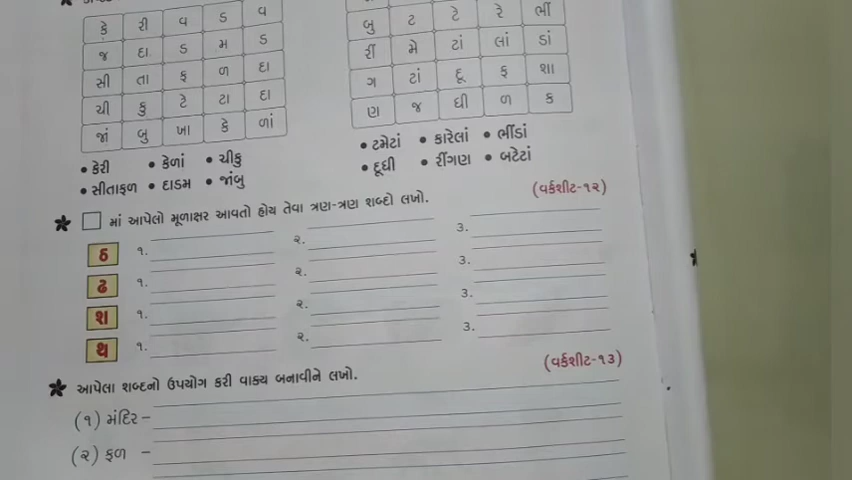 કે રી વ ડ વ
જ દા ડ મ ડ
સી તા ફ ળ દા
ચી કુ ટે ટા દા
જાં બુ ખા કે ળાં
બુ ટ ટે રે ભીં
રીં મે ટાં લાં ડાં
ગ ટાં દૂ ફ શા
ણ જ ધી ળ ક
• કેરી • કેળાં • ચીકુ
• સીતાફળ • દાડમ • જાંબુ
• ટમેટાં • કારેલાં • ભીંડાં
• દૂધી • રીંગણ • બટેટાં
(વર્કશીટ-૧૨)
માં આપેલો મૂળાક્ષર આવતો હોય તેવા ત્રણ-ત્રણ શબ્દો લખો.
ઠ ૧. ૨. ૩.
ઢ ૧. ૨. ૩.
શ ૧. ૨. ૩.
થ ૧. ૨. ૩.
(વર્કશીટ-૧૩)
આપેલા શબ્દનો ઉપયોગ કરી વાક્ય બનાવીને લખો.
(૧) મંદિર –
(૨) ફળ –